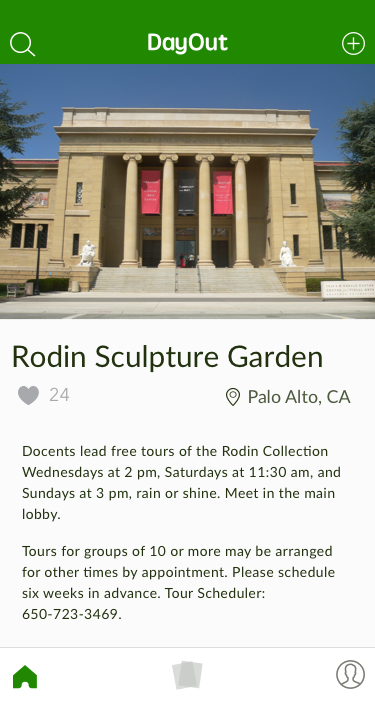 DayOut
Rodin Sculpture Garden
24
Palo Alto, CA
Docents lead free tours of the Rodin Collection
Wednesdays at 2 pm, Saturdays at 11:30 am, and
Sundays at 3 pm, rain or shine. Meet in the main
lobby.
Tours for groups of 10 or more may be arranged
for other times by appointment. Please schedule
six weeks in advance. Tour Scheduler:
650-723-3469.